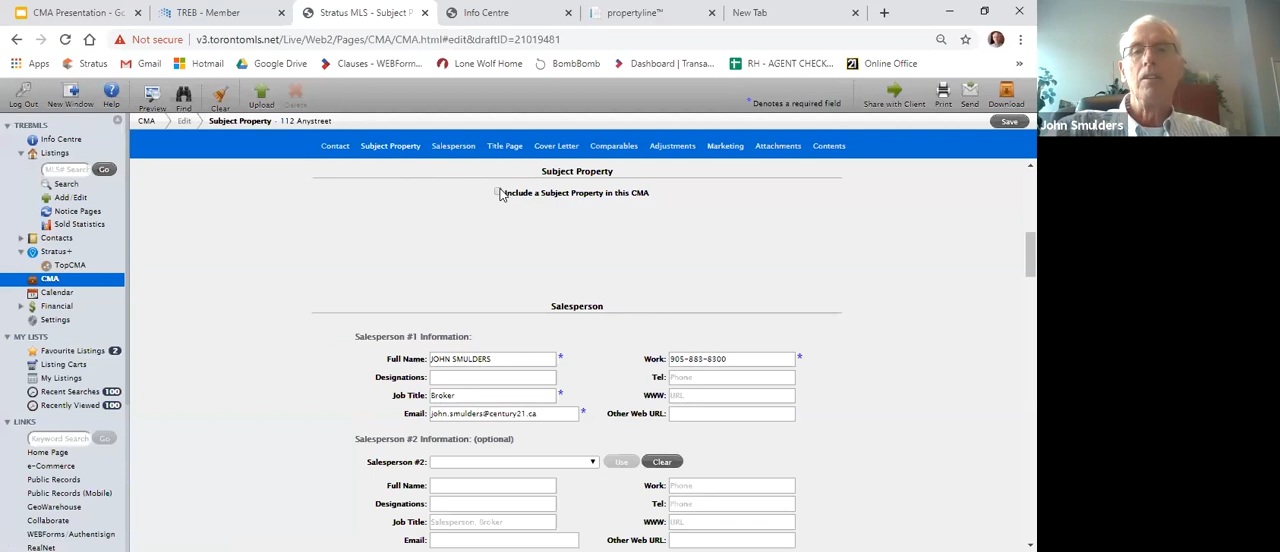 CMA Presentation - Go
TREB - Member
Stratus MLS - Subject P
Info Centre
propertyline™
New Tab
Not secure
v3.torontomls.net/Live/Web2/Pages/CMA/CMA.html#edit&draftID=21019481
Apps
Stratus
Gmail
Hotmail
Google Drive
Clauses - WEBForm...
Lone Wolf Home
BombBomb
Dashboard | Transa...
RH - AGENT CHECK...
Online Office
Log Out
New Window
Help
Preview
Find
Clear
Upload
Delete
* Denotes a required field
Share with Client
Print
Send
Download
TREBMLS
CMA
Edit
Subject Property - 112 Anystreet
Save
Info Centre
Listings
MLS# Search
Go
Search
Add/Edit
Notice Pages
Sold Statistics
Contacts
Stratus+
TopCMA
CMA
Calendar
Financial
Settings
MY LISTS
Favourite Listings 2
Listing Carts
My Listings
Recent Searches 100
Recently Viewed 100
LINKS
Keyword Search
Go
Home Page
e-Commerce
Public Records
Public Records (Mobile)
GeoWarehouse
Collaborate
WEBForms/Authentisign
RealNet
Contact
Subject Property
Salesperson
Title Page
Cover Letter
Comparables
Adjustments
Marketing
Attachments
Contents
Subject Property
Include a Subject Property in this CMA
Salesperson
Salesperson #1 Information:
Full Name: JOHN SMULDERS *
Work: 905-883-8300 *
Designations:
Tel: Phone
Job Title: Broker *
WWW: URL
Email: john.smulders@century21.ca *
Other Web URL:
Salesperson #2 Information: (optional)
Salesperson #2:
Use
Clear
Full Name:
Work: Phone
Designations:
Tel: Phone
Job Title: Salesperson, Broker
WWW: URL
Email:
Other Web URL:
John Smulders